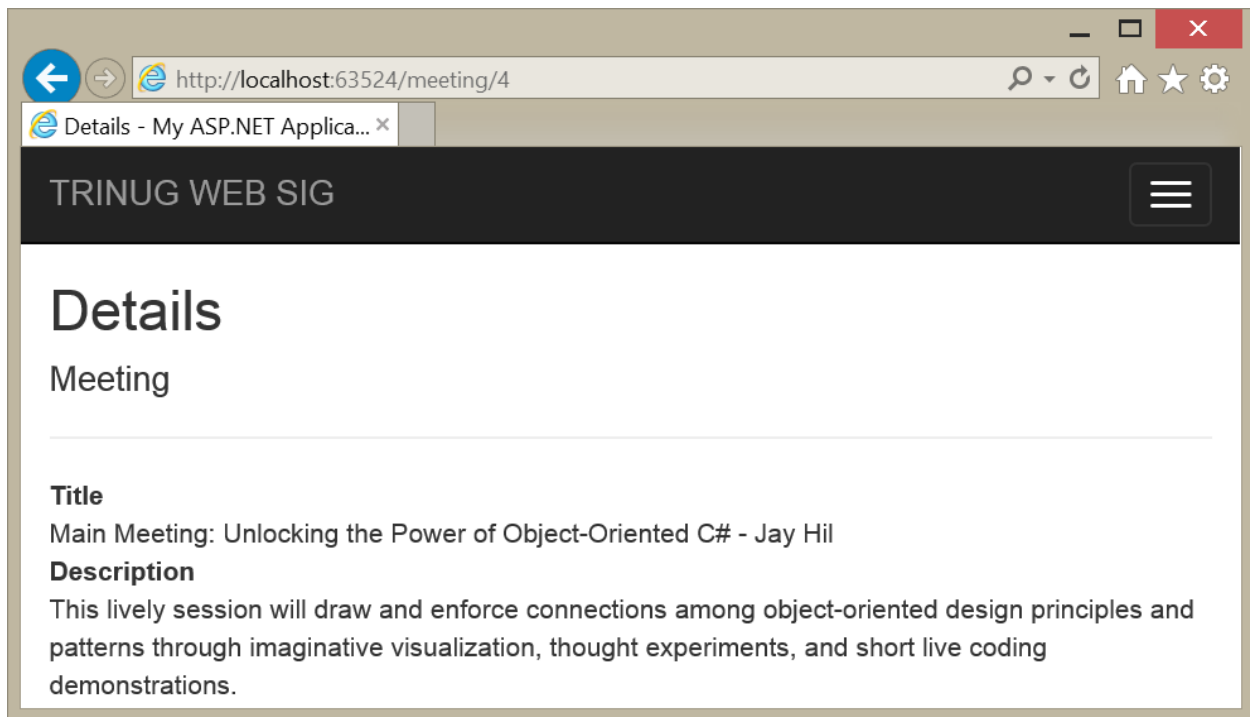 http://localhost:63524/meeting/4
Details - My ASP.NET Applica...
TRINUG WEB SIG
Details
Meeting
Title
Main Meeting: Unlocking the Power of Object-Oriented C# - Jay Hil
Description
This lively session will draw and enforce connections among object-oriented design principles and
patterns through imaginative visualization, thought experiments, and short live coding
demonstrations.